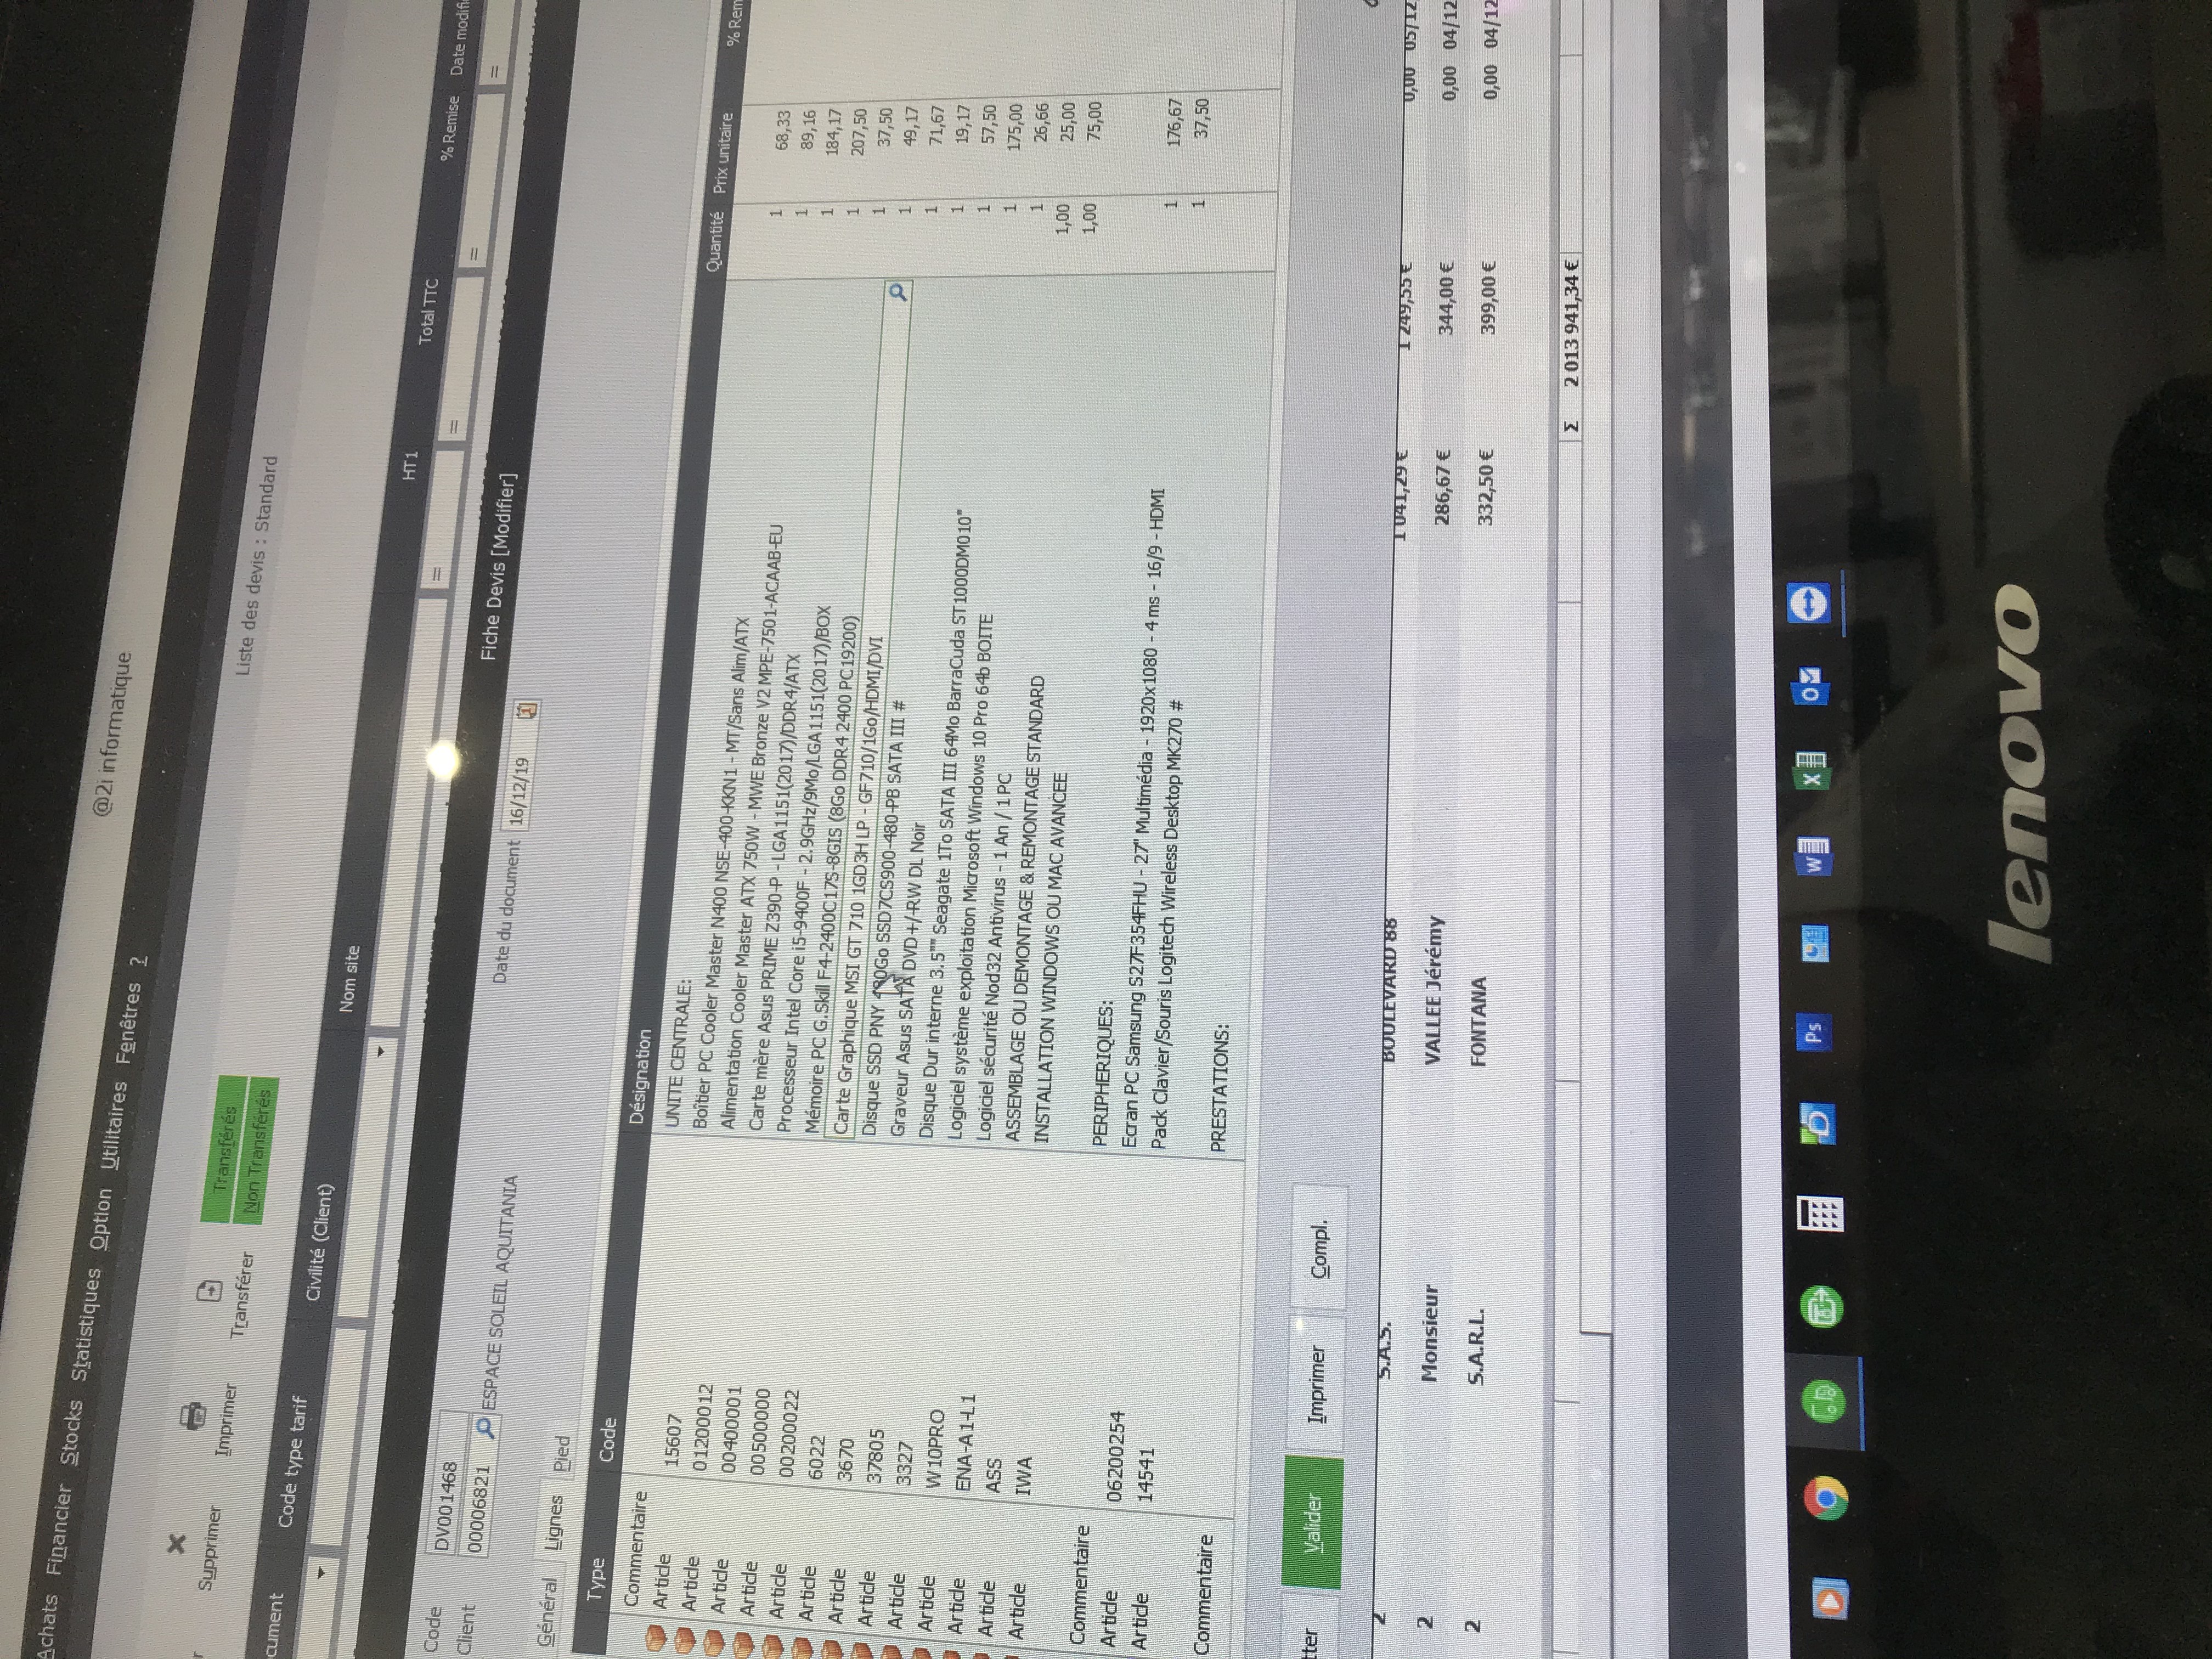 Achats Financier Stocks Statistiques Option Utilitaires Fenêtres ?
@2i informatique
Supprimer Imprimer Transférer Transférés
Non Transférés
Liste des devis : Standard
Code type tarif Civilité (Client) Nom site HT1 Total TTC % Remise Date
= = = =
Fiche Devis [Modifier]
Code DV001468
Client 00006821 ESPACE SOLEIL AQUITANIA Date du document 16/12/19
Général Lignes Pied
Type Code Désignation Quantité Prix unitaire
Commentaire UNITE CENTRALE:
Article 15607 Boîtier PC Cooler Master N400 NSE-400-KKN1 - MT/Sans Alim/ATX 1 68,33
Article 01200012 Alimentation Cooler Master ATX 750W - MWE Bronze V2 MPE-7501-ACAAB-EU 1 89,16
Article 00400001 Carte mère Asus PRIME Z390-P - LGA1151(2017)/DDR4/ATX 1 184,17
Article 00500000 Processeur Intel Core i5-9400F - 2.9GHz/9Mo/LGA1151(2017)/BOX 1 207,50
Article 00200022 Mémoire PC G.Skill F4-2400C17S-8GIS (8Go DDR4 2400 PC19200) 1 37,50
Article 6022 Carte Graphique MSI GT 710 1GD3H LP - GF710/1Go/HDMI/DVI 1 49,17
Article 3670 Disque SSD PNY 480Go SSD7CS900-480-PB SATA III # 1 71,67
Article 37805 Graveur Asus SATA DVD+/-RW DL Noir 1 19,17
Article 3327 Disque Dur interne 3.5"" Seagate 1To SATA III 64Mo BarraCuda ST1000DM010" 1 57,50
Article W10PRO Logiciel système exploitation Microsoft Windows 10 Pro 64b BOITE 1 175,00
Article ENA-A1-L1 Logiciel sécurité Nod32 Antivirus - 1 An / 1 PC 1 26,66
Article ASS ASSEMBLAGE OU DEMONTAGE & REMONTAGE STANDARD 1,00 25,00
Article IWA INSTALLATION WINDOWS OU MAC AVANCEE 1,00 75,00
Commentaire PERIPHERIQUES:
Article 06200254 Ecran PC Samsung S27F354FHU - 27" Multimédia - 1920x1080 - 4 ms - 16/9 - HDMI 1 176,67
Article 14541 Pack Clavier/Souris Logitech Wireless Desktop MK270 # 1 37,50
Commentaire PRESTATIONS:
Valider Imprimer Compl.
2 S.A.S. BOULEVARD 88 1 041,29 € 1 249,55 € 0,00 05/12
2 Monsieur VALLEE Jérémy 286,67 € 344,00 € 0,00 04/12
2 S.A.R.L. FONTANA 332,50 € 399,00 € 0,00 04/12
Σ 2 013 941,34 €
Ps W X O
lenovo